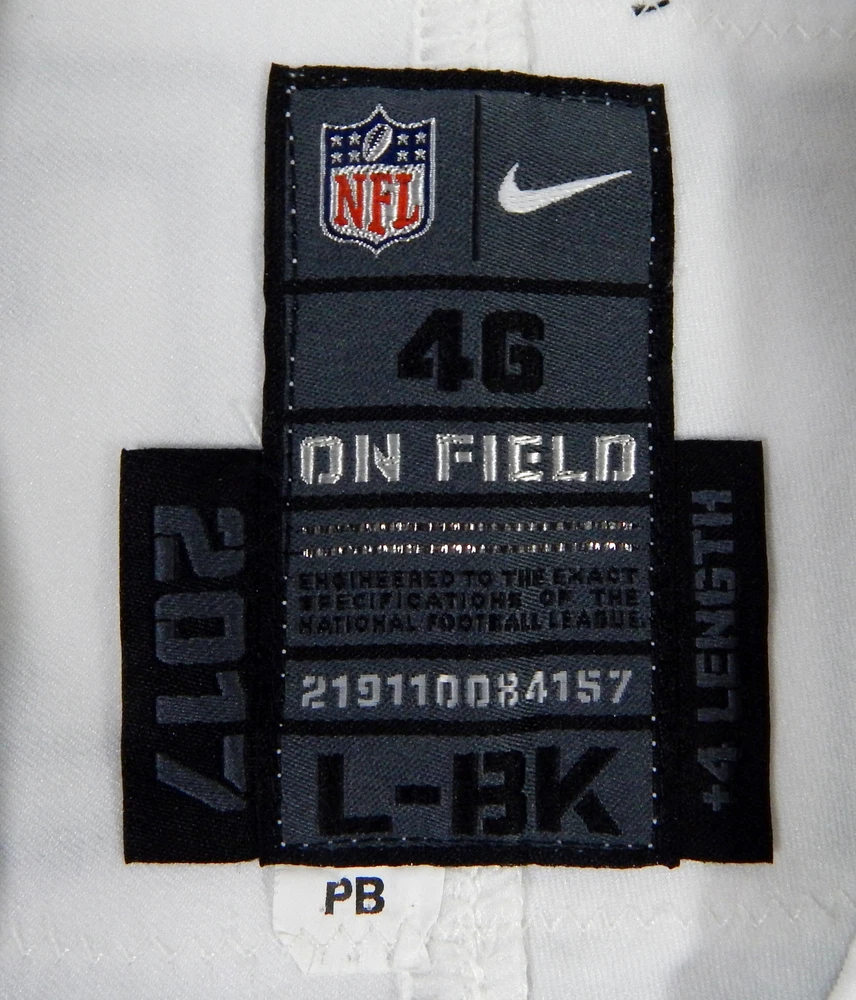 NFL
46
ON FIELD
ENGINEERED TO THE EXACT
SPECIFICATIONS OF THE
NATIONAL FOOTBALL LEAGUE
219110084157
L-BK
2017
+4 LENGTH
PB